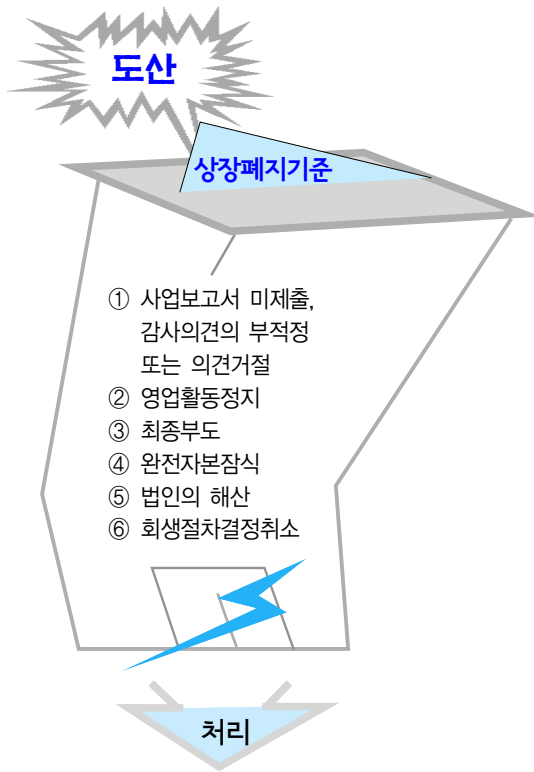 도산
상장폐지기준
① 사업보고서 미제출,
감사의견의 부적정
또는 의견거절
② 영업활동정지
③ 최종부도
④ 완전자본잠식
⑤ 법인의 해산
⑥ 회생절차결정취소
처리